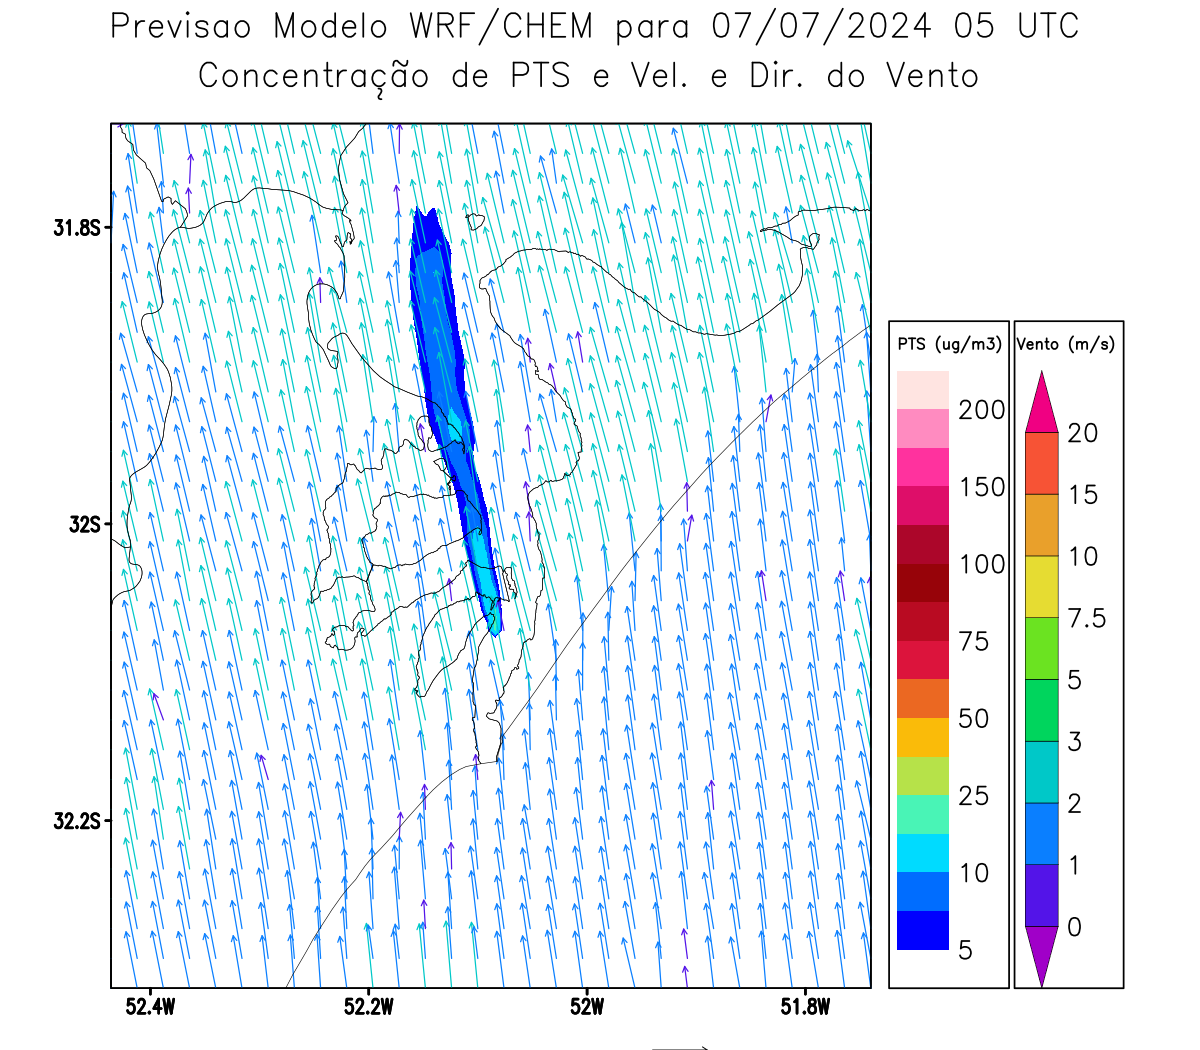 Previsao Modelo WRF/CHEM para 07/07/2024 05 UTC
Concentração de PTS e Vel. e Dir. do Vento
31.8S
32S
32.2S
52.4W
52.2W
52W
51.8W
PTS (ug/m3)
200
150
100
75
50
25
10
5
Vento (m/s)
20
15
10
7.5
5
3
2
1
0